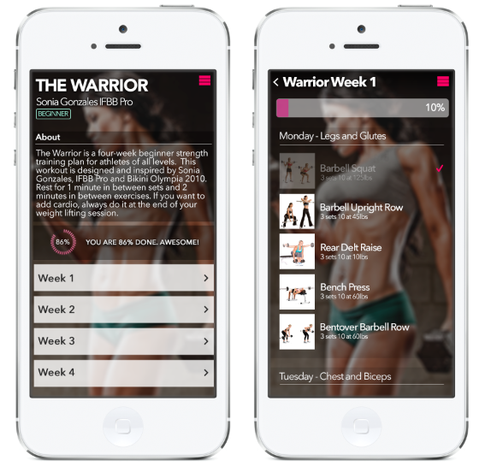 THE WARRIOR
Sonia Gonzales IFBB Pro
BEGINNER
About
The Warrior is a four-week beginner strength
training plan for athletes of all levels. This
workout is designed and inspired by Sonia
Gonzales, IFBB Pro and Bikini Olympia 2010.
Rest for 1 minute in between sets and 2
minutes in between exercises. If you want
to add cardio, always do it at the end of your
weight lifting session.
86%
YOU ARE 86% DONE. AWESOME!
Week 1
Week 2
Week 3
Week 4
Warrior Week 1
10%
Monday - Legs and Glutes
Barbell Squat
3 sets 10 at 125lbs
Barbell Upright Row
3 sets 10 at 45lbs
Rear Delt Raise
3 sets 10 at 10lbs
Bench Press
3 sets 10 at 60lbs
Bentover Barbell Row
3 sets 10 at 60lbs
Tuesday - Chest and Biceps